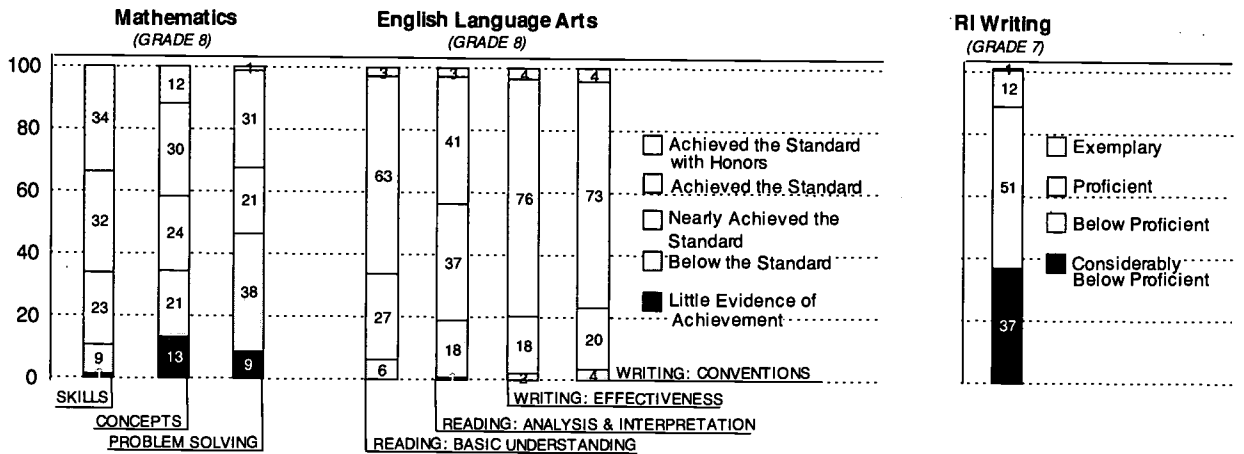 Mathematics
(GRADE 8)
English Language Arts
(GRADE 8)
RI Writing
(GRADE 7)
100
80
60
40
20
0
34
32
23
9
12
30
24
21
13
1
31
21
38
9
3
63
27
6
3
41
37
18
4
76
18
2
4
73
20
4
Achieved the Standard
with Honors
Achieved the Standard
Nearly Achieved the
Standard
Below the Standard
Little Evidence of
Achievement
12
51
37
Exemplary
Proficient
Below Proficient
Considerably
Below Proficient
SKILLS
CONCEPTS
PROBLEM SOLVING
WRITING: CONVENTIONS
WRITING: EFFECTIVENESS
READING: ANALYSIS & INTERPRETATION
READING: BASIC UNDERSTANDING